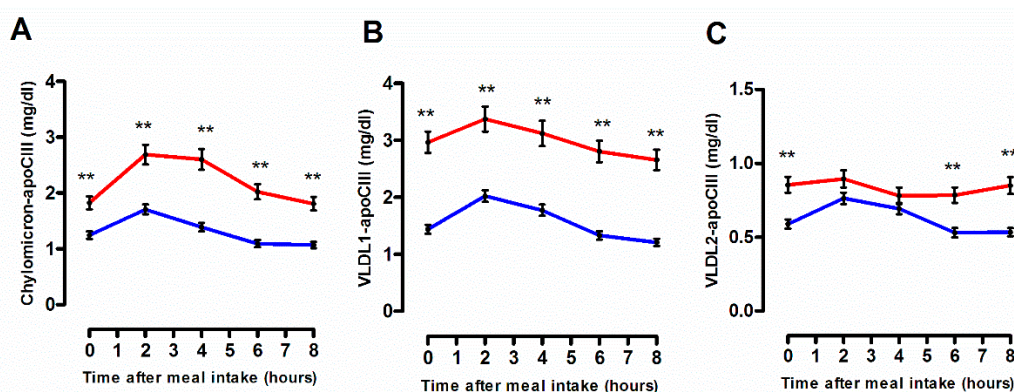 A
Chylomicron-apoCIII (mg/dl)
4
3
2
1
0
** ** ** ** **
0 1 2 3 4 5 6 7 8
Time after meal intake (hours)
B
VLDL1-apoCIII (mg/dl)
4
3
2
1
0
** ** ** ** **
0 1 2 3 4 5 6 7 8
Time after meal intake (hours)
C
VLDL2-apoCIII (mg/dl)
1.5
1.0
0.5
0.0
** ** **
0 1 2 3 4 5 6 7 8
Time after meal intake (hours)